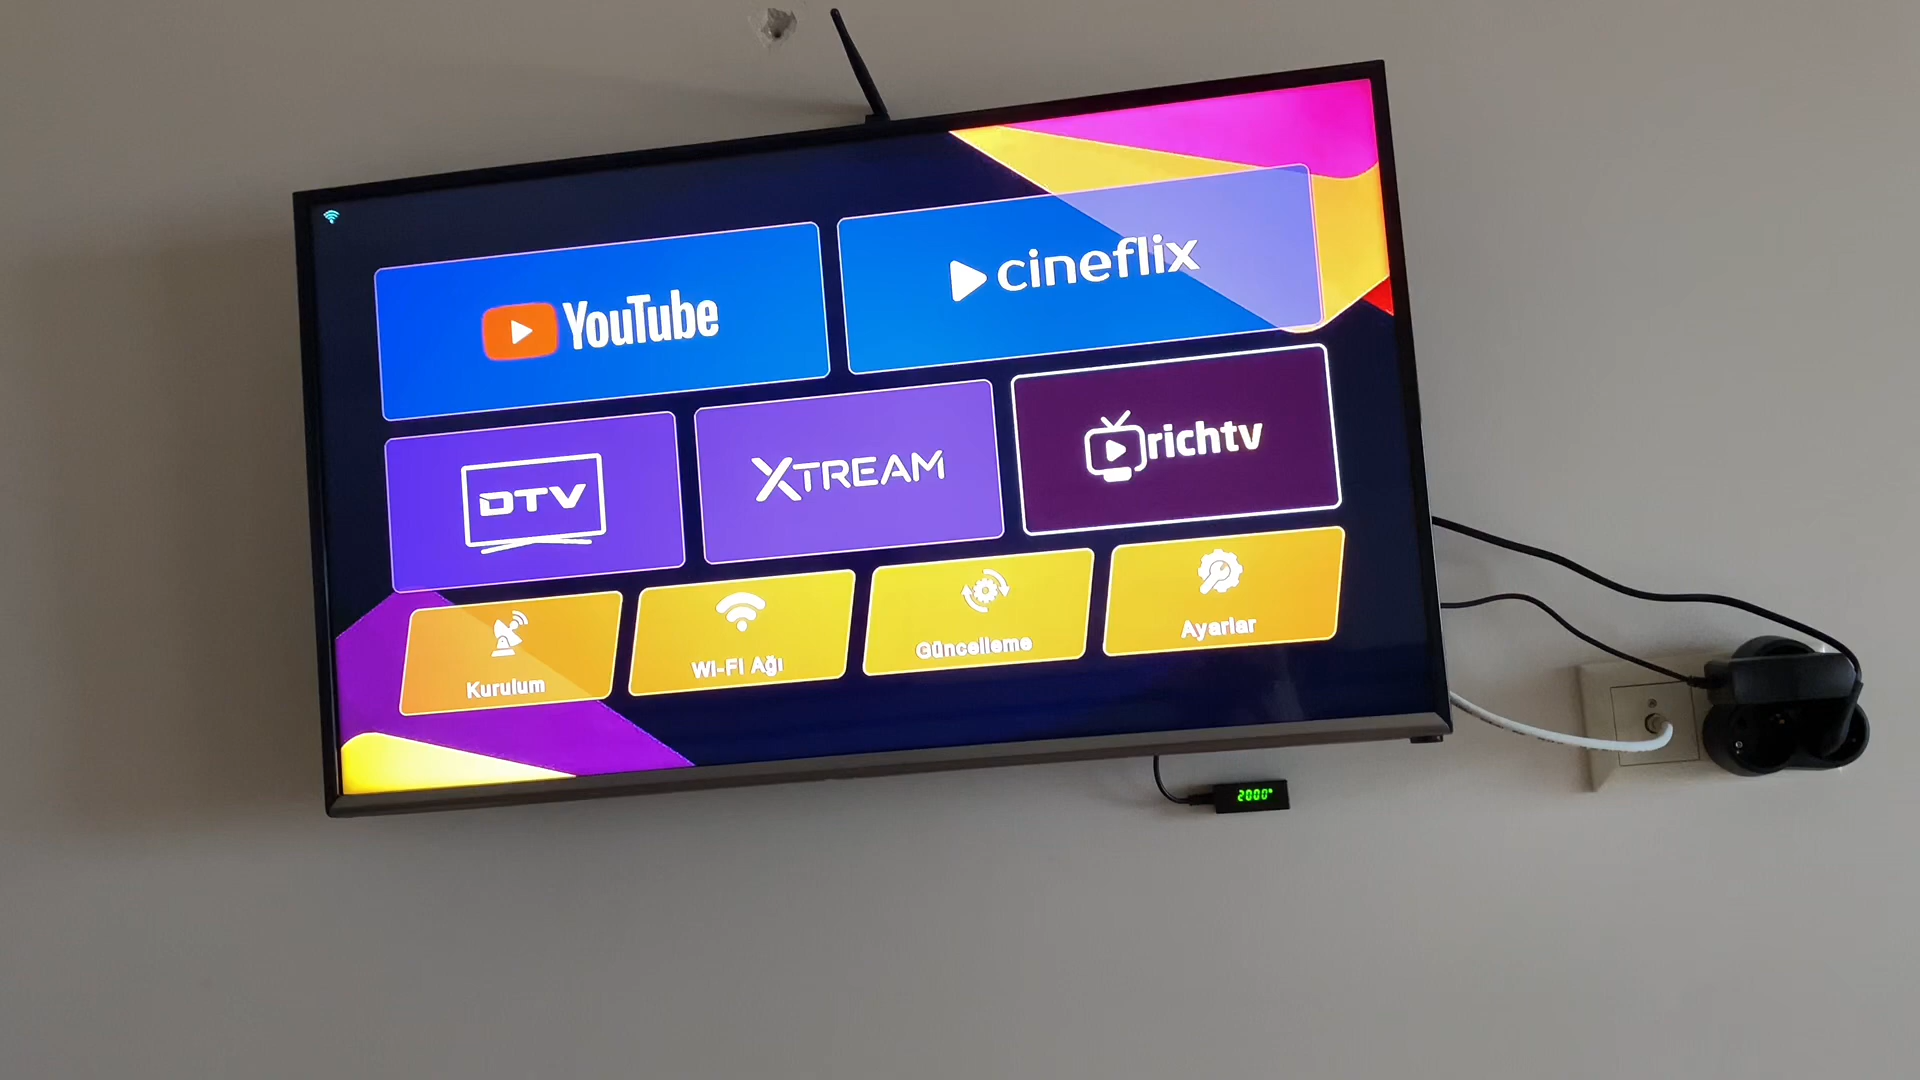 YouTube
cineflix
DTV
XTREAM
richtv
Kurulum
Wi-Fi Ağı
Güncelleme
Ayarlar
2000